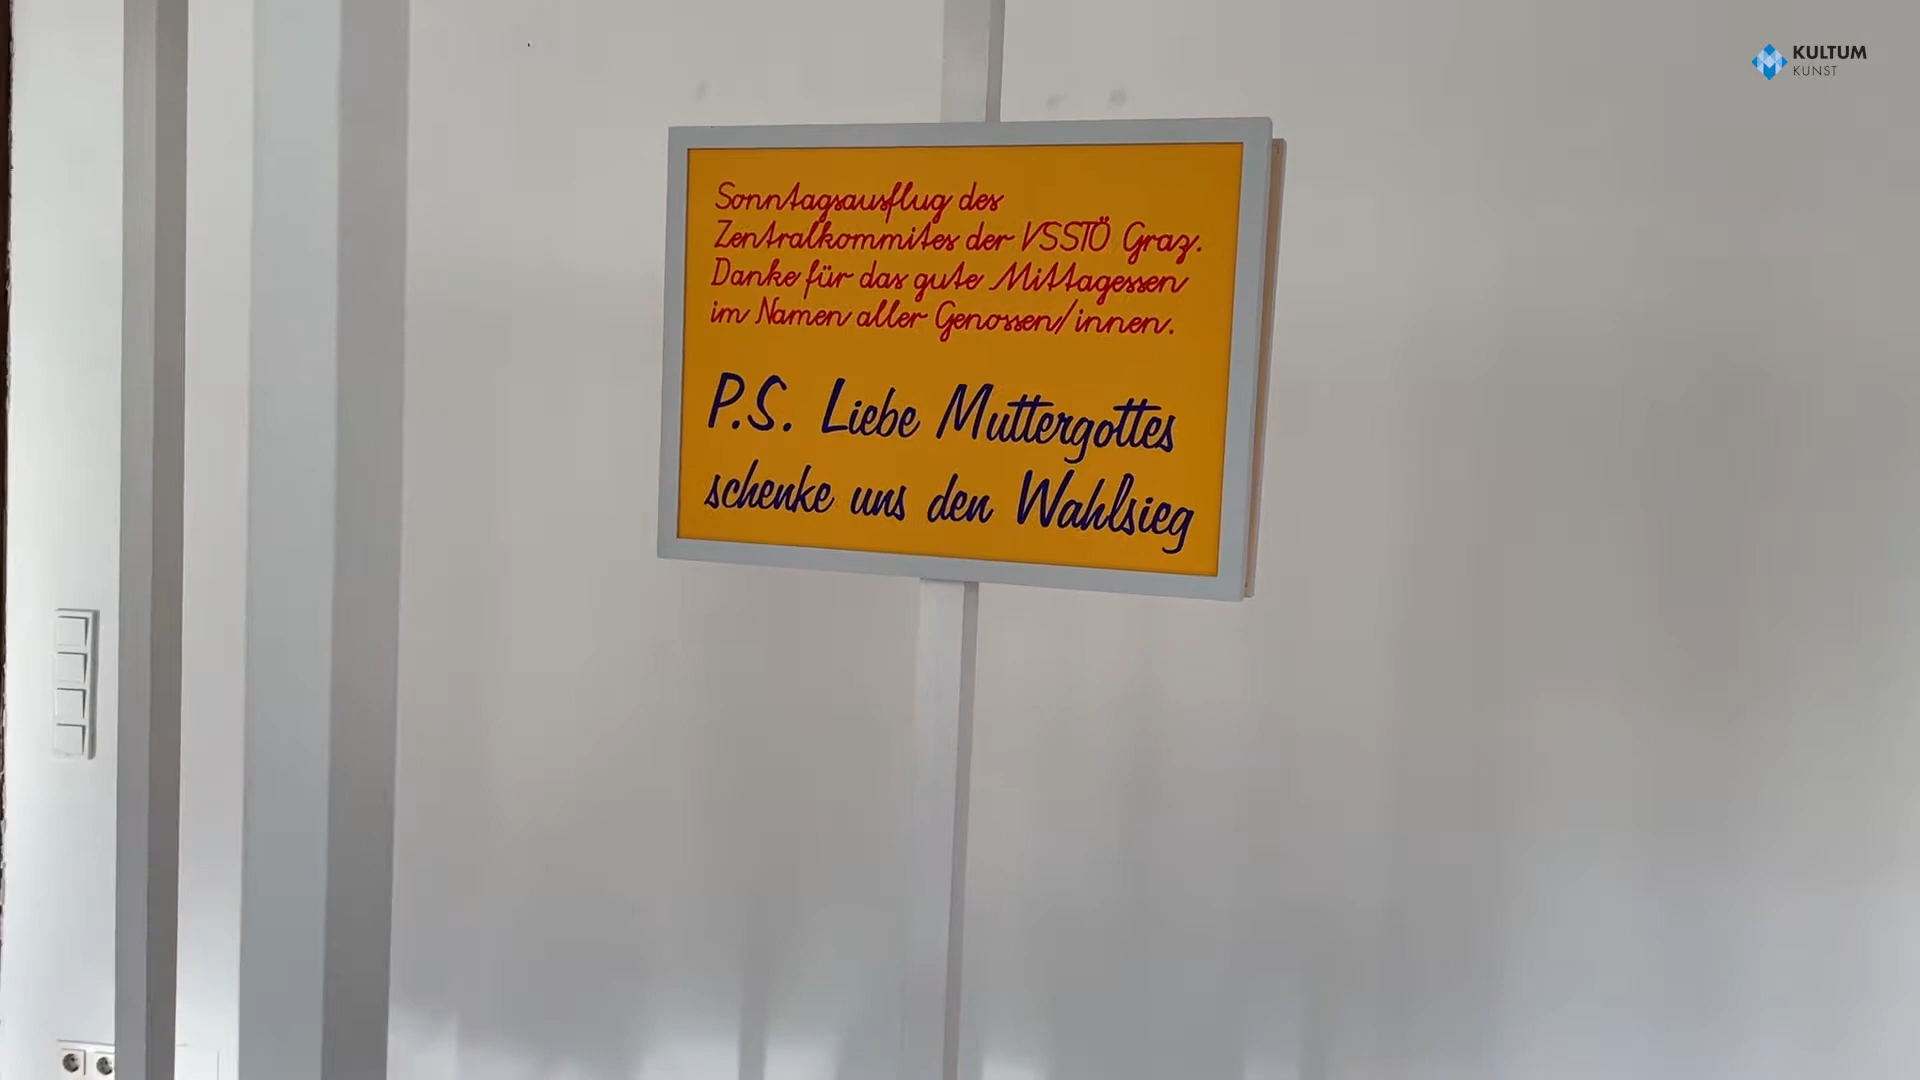 KULTUM
KUNST
Sonntagsausflug des
Zentralkommites der VSSTÖ Graz.
Danke für das gute Mittagessen
im Namen aller Genossen/innen.
P.S. Liebe Muttergottes
schenke uns den Wahlsieg